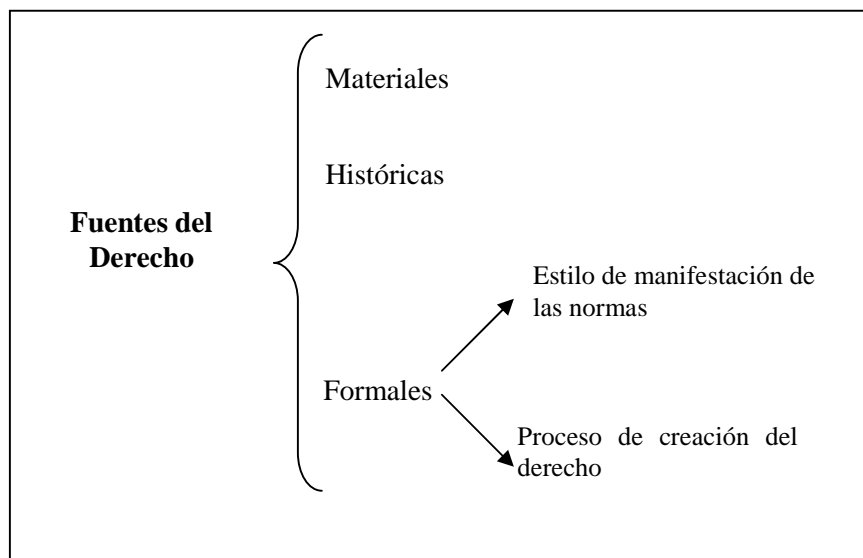 Materiales
Históricas
Fuentes del
Derecho
Estilo de manifestación de
las normas
Formales
Proceso de creación del
derecho